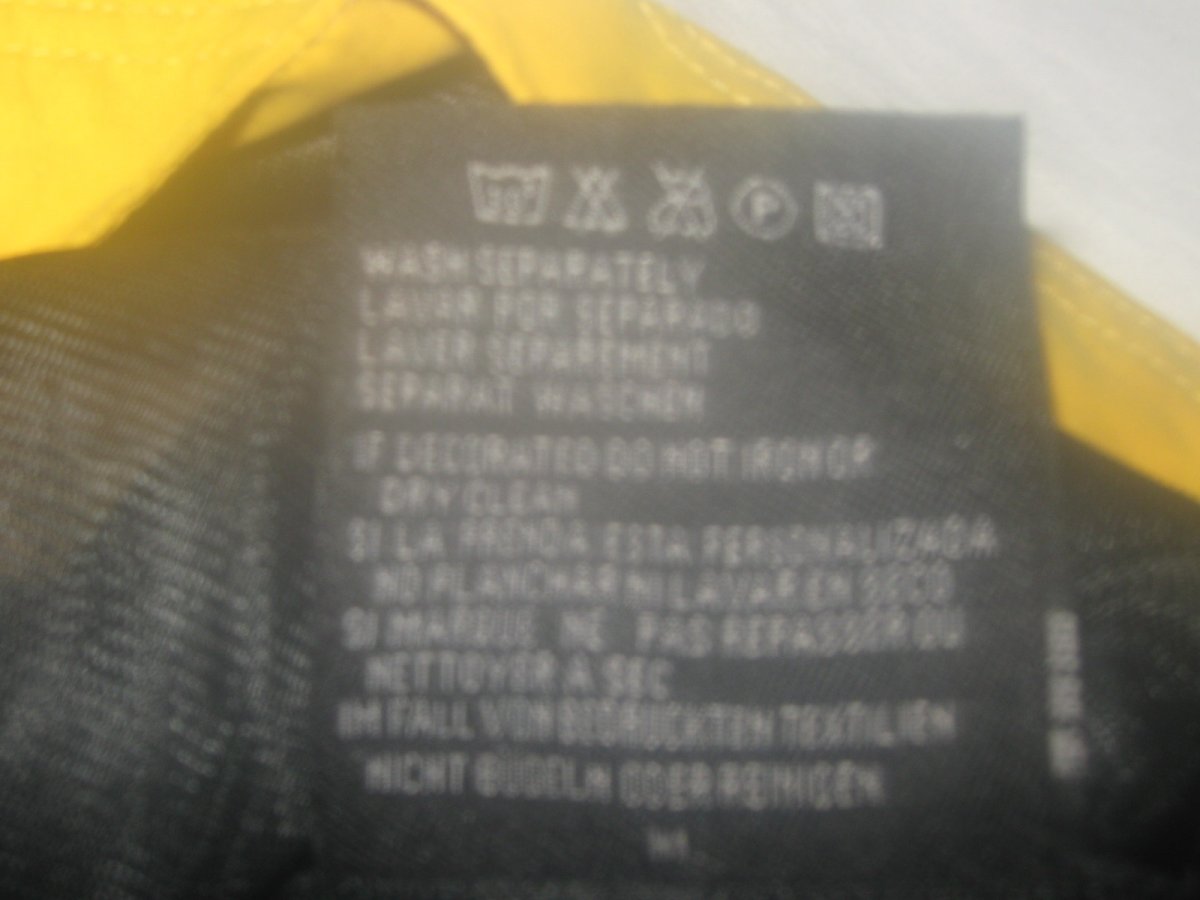 P
WASH SEPARATELY
LAVAR POR SEPARADO
LAVER SEPAREMENT
SEPARAT WASCHEN
IF DECORATED DO NOT IRON OR
DRY CLEAN
SI LA PRENDA ESTA PERSONALIZADA
NO PLANCHAR NI LAVAR EN SECO
SI MARQUE NE PAS REPASSER OU
NETTOYER A SEC
IM FALL VON BEDRUCKTEN TEXTILIEN
NICHT BÜGELN ODER REINIGEN